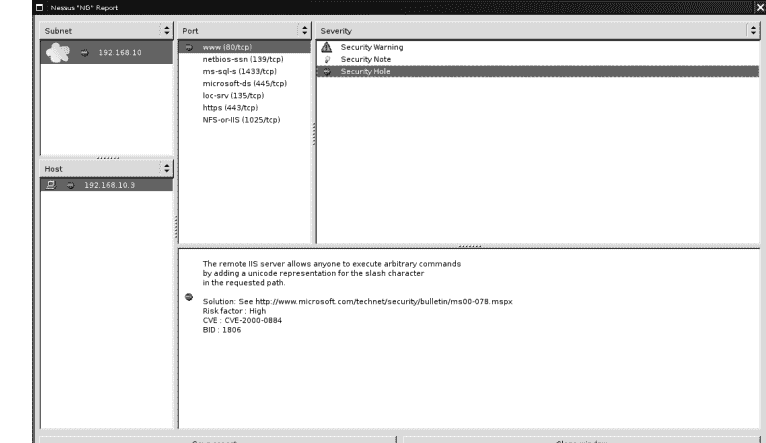 Nessus "NG" Report
Subnet
Port
Severity
192.168.10
www (80/tcp)
netbios-ssn (139/tcp)
ms-sql-s (1433/tcp)
microsoft-ds (445/tcp)
loc-srv (135/tcp)
https (443/tcp)
NFS-or-IIS (1025/tcp)
Security Warning
Security Note
Security Hole
Host
192.168.10.3
The remote IIS server allows anyone to execute arbitrary commands
by adding a unicode representation for the slash character
in the requested path.
Solution: See http://www.microsoft.com/technet/security/bulletin/ms00-078.mspx
Risk factor : High
CVE : CVE-2000-0884
BID : 1806